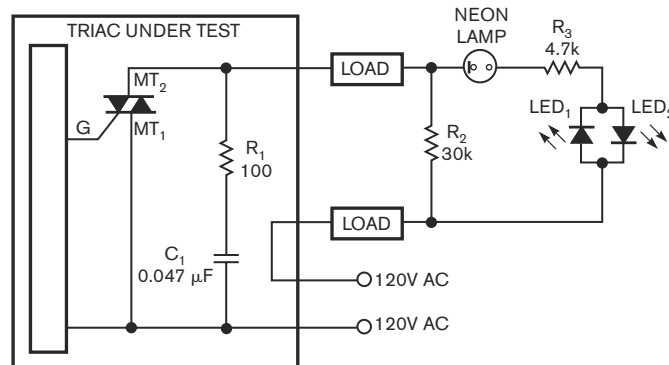 TRIAC UNDER TEST
NEON
LAMP
R3
4.7k
LOAD
MT2
MT1
G
R1
100
R2
30k
LED1
LED
LOAD
C1
0.047 µF
120V AC
120V AC